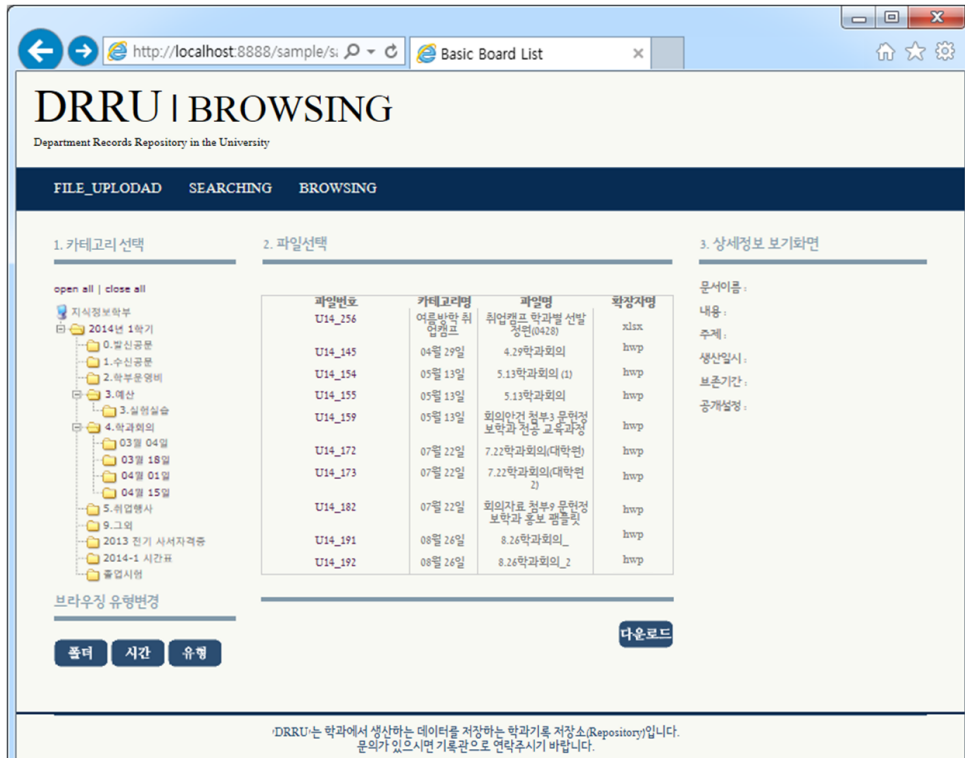 http://localhost:8888/sample/sa
Basic Board List
DRRU | BROWSING
Department Records Repository in the University
FILE_UPLODAD SEARCHING BROWSING
1. 카테고리 선택
open all | close all
지식정보학부
2014년 1학기
0.발신공문
1.수신공문
2.학부운영비
3.예산
3.실험실습
4.학과회의
03월 04일
03월 18일
04월 01일
04월 15일
5.취업행사
9.그외
2013 전기 사서자격증
2014-1 시간표
졸업시험
브라우징 유형변경
폴더 시간 유형
2. 파일선택
파일번호 카테고리명 파일명 확장자명
U14_256 여름방학 취업캠프 취업캠프 학과별 선발정원(0428) xlsx
U14_145 04월 29일 4.29학과회의 hwp
U14_154 05월 13일 5.13학과회의 (1) hwp
U14_155 05월 13일 5.13학과회의 hwp
U14_159 05월 13일 회의안건 첨부3 문헌정보학과 전공 교육과정 hwp
U14_172 07월 22일 7.22학과회의(대학원) hwp
U14_173 07월 22일 7.22학과회의(대학원2) hwp
U14_182 07월 22일 회의자료 첨부9 문헌정보학과 홍보 팸플릿 hwp
U14_191 08월 26일 8.26학과회의_ hwp
U14_192 08월 26일 8.26학과회의_2 hwp
다운로드
3. 상세정보 보기화면
문서이름 :
내용 :
주제 :
생산일시 :
보존기간 :
공개설정 :
'DRRU'는 학과에서 생산하는 데이터를 저장하는 학과기록 저장소(Repository)입니다.
문의가 있으시면 기록관으로 연락주시기 바랍니다.